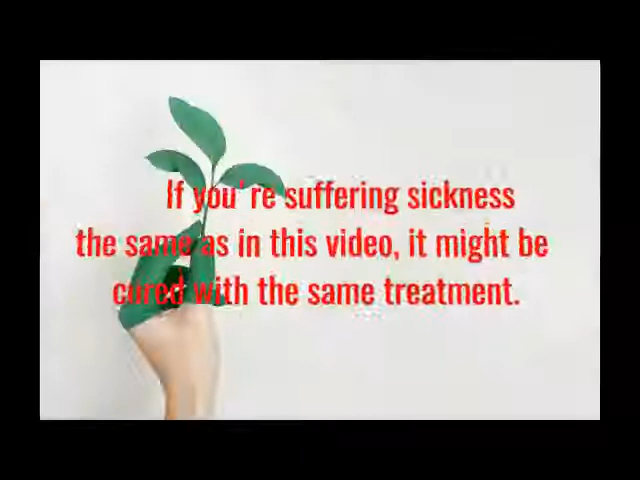 If you're suffering sickness
the same as in this video, it might be
cured with the same treatment.